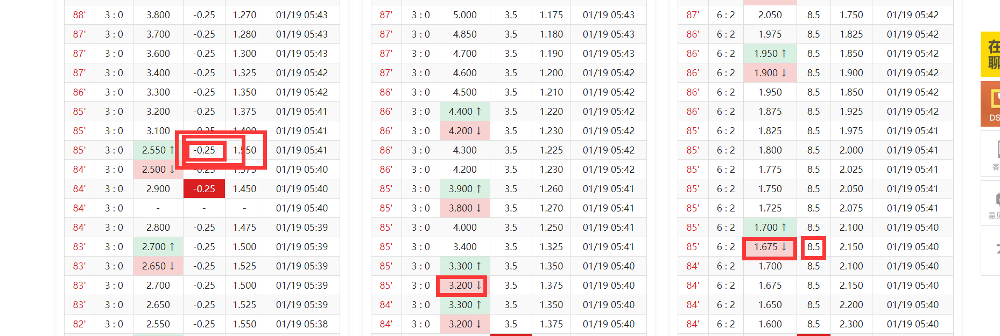 88' 3 : 0 3.800 -0.25 1.270 01/19 05:43
87' 3 : 0 3.700 -0.25 1.280 01/19 05:43
87' 3 : 0 3.600 -0.25 1.300 01/19 05:43
87' 3 : 0 3.400 -0.25 1.325 01/19 05:42
86' 3 : 0 3.300 -0.25 1.350 01/19 05:42
85' 3 : 0 3.200 -0.25 1.375 01/19 05:41
85' 3 : 0 3.100 -0.25 1.400 01/19 05:41
85' 3 : 0 2.550 ↑ -0.25 1.550 01/19 05:41
84' 3 : 0 2.500 ↓ -0.25 1.575 01/19 05:40
84' 3 : 0 2.900 -0.25 1.450 01/19 05:40
84' 3 : 0 - - - 01/19 05:40
84' 3 : 0 2.800 -0.25 1.475 01/19 05:39
83' 3 : 0 2.700 ↑ -0.25 1.500 01/19 05:39
83' 3 : 0 2.650 ↓ -0.25 1.525 01/19 05:39
83' 3 : 0 2.700 -0.25 1.500 01/19 05:39
83' 3 : 0 2.650 -0.25 1.525 01/19 05:39
82' 3 : 0 2.550 -0.25 1.550 01/19 05:38
87' 3 : 0 5.000 3.5 1.175 01/19 05:43
87' 3 : 0 4.850 3.5 1.180 01/19 05:43
87' 3 : 0 4.700 3.5 1.190 01/19 05:43
87' 3 : 0 4.600 3.5 1.200 01/19 05:42
86' 3 : 0 4.500 3.5 1.210 01/19 05:42
86' 3 : 0 4.400 ↑ 3.5 1.220 01/19 05:42
86' 3 : 0 4.200 ↓ 3.5 1.230 01/19 05:42
86' 3 : 0 4.300 3.5 1.225 01/19 05:42
86' 3 : 0 4.200 3.5 1.230 01/19 05:42
85' 3 : 0 3.900 ↑ 3.5 1.260 01/19 05:41
85' 3 : 0 3.800 ↓ 3.5 1.270 01/19 05:41
85' 3 : 0 4.000 3.5 1.250 01/19 05:41
85' 3 : 0 3.400 3.5 1.325 01/19 05:41
85' 3 : 0 3.300 ↑ 3.5 1.350 01/19 05:40
85' 3 : 0 3.200 ↓ 3.5 1.375 01/19 05:40
84' 3 : 0 3.300 ↑ 3.5 1.350 01/19 05:40
84' 3 : 0 3.200 ↓ 3.5 1.375 01/19 05:40
87' 6 : 2 2.050 8.5 1.750 01/19 05:42
86' 6 : 2 1.975 8.5 1.825 01/19 05:42
86' 6 : 2 1.950 ↑ 8.5 1.850 01/19 05:42
86' 6 : 2 1.900 ↓ 8.5 1.900 01/19 05:42
86' 6 : 2 1.950 8.5 1.850 01/19 05:42
86' 6 : 2 1.875 8.5 1.925 01/19 05:42
85' 6 : 2 1.825 8.5 1.975 01/19 05:41
85' 6 : 2 1.800 8.5 2.000 01/19 05:41
85' 6 : 2 1.775 8.5 2.025 01/19 05:41
85' 6 : 2 1.750 8.5 2.050 01/19 05:41
85' 6 : 2 1.725 8.5 2.075 01/19 05:41
85' 6 : 2 1.700 ↑ 8.5 2.100 01/19 05:40
85' 6 : 2 1.675 ↓ 8.5 2.150 01/19 05:40
84' 6 : 2 1.700 8.5 2.100 01/19 05:40
84' 6 : 2 1.675 8.5 2.150 01/19 05:40
84' 6 : 2 1.650 8.5 2.200 01/19 05:40
84' 6 : 2 1.600 8.5 2.300 01/19 05:40
在
聊
DS
客
意见